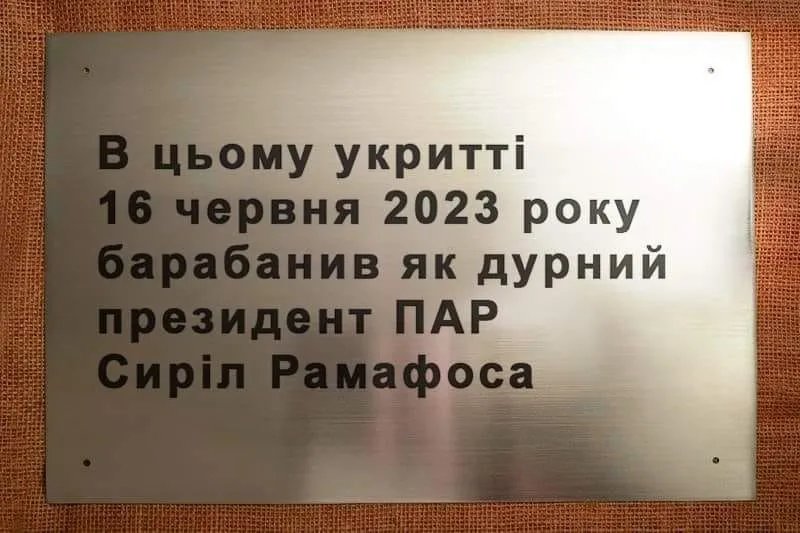 В цьому укритті
16 червня 2023 року
барабанив як дурний
президент ПАР
Сиріл Рамафоса